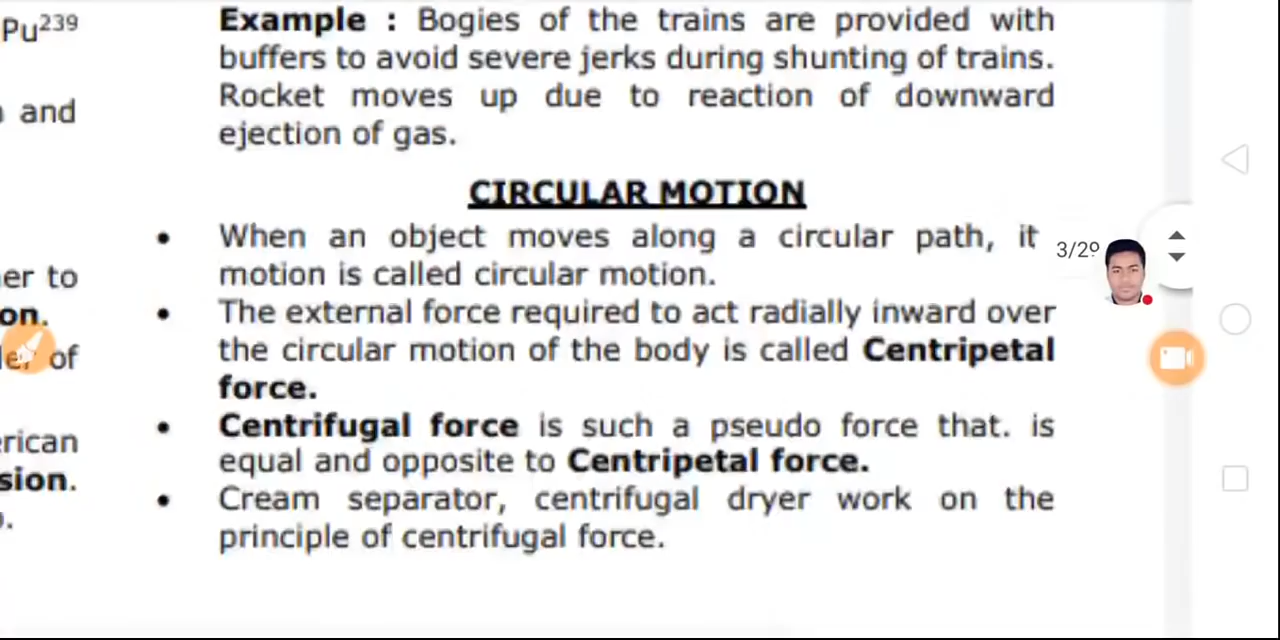 Pu²³⁹
and
er to
on.
of
erican
sion.
Example : Bogies of the trains are provided with
buffers to avoid severe jerks during shunting of trains.
Rocket moves up due to reaction of downward
ejection of gas.
CIRCULAR MOTION
• When an object moves along a circular path, it
motion is called circular motion.
• The external force required to act radially inward over
the circular motion of the body is called Centripetal
force.
• Centrifugal force is such a pseudo force that. is
equal and opposite to Centripetal force.
• Cream separator, centrifugal dryer work on the
principle of centrifugal force.
3/29